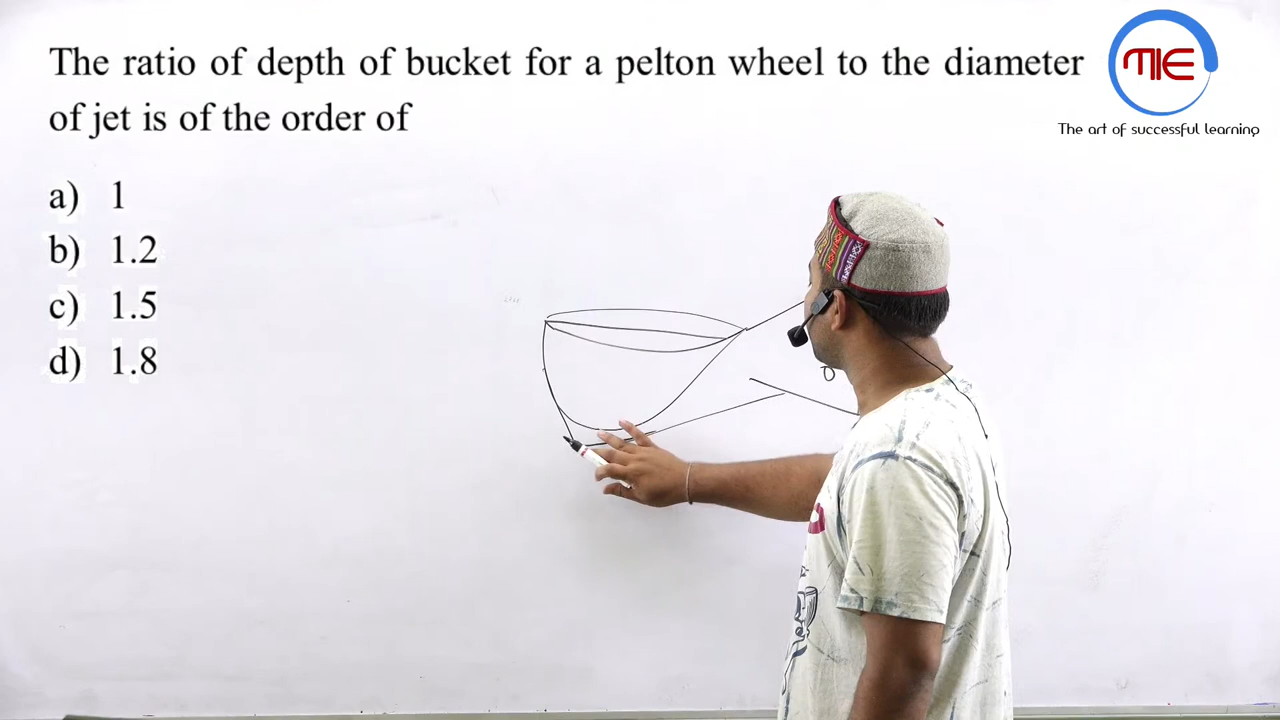 The ratio of depth of bucket for a pelton wheel to the diameter
of jet is of the order of
a) 1
b) 1.2
c) 1.5
d) 1.8
MIE
The art of successful learning